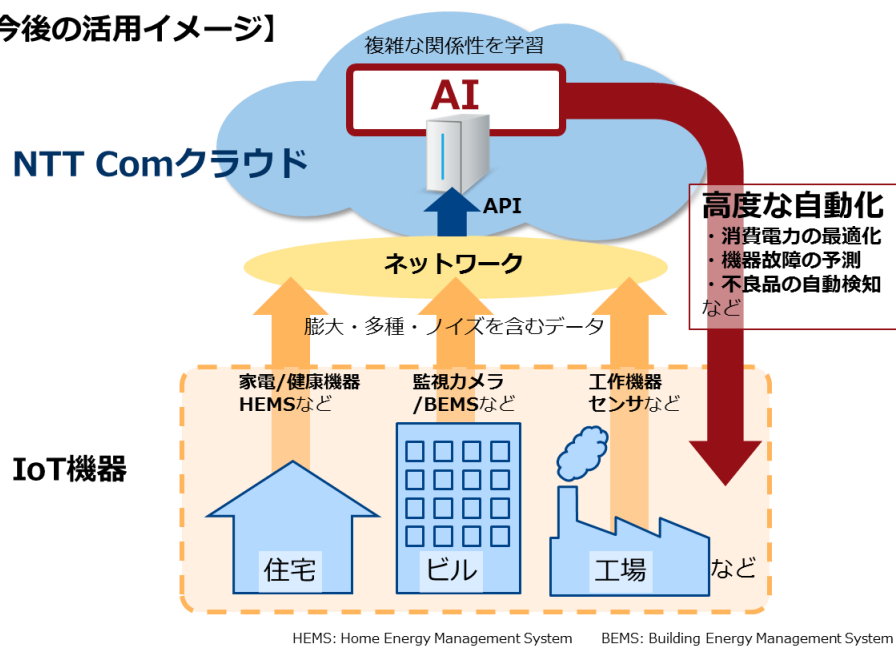 今後の活用イメージ】
複雑な関係性を学習
AI
NTT Comクラウド
API
高度な自動化
・消費電力の最適化
・機器故障の予測
・不良品の自動検知
など
ネットワーク
膨大・多種・ノイズを含むデータ
家電/健康機器
HEMSなど
監視カメラ
/BEMSなど
工作機器
センサなど
IoT機器
住宅
ビル
工場
など
HEMS: Home Energy Management System
BEMS: Building Energy Management System